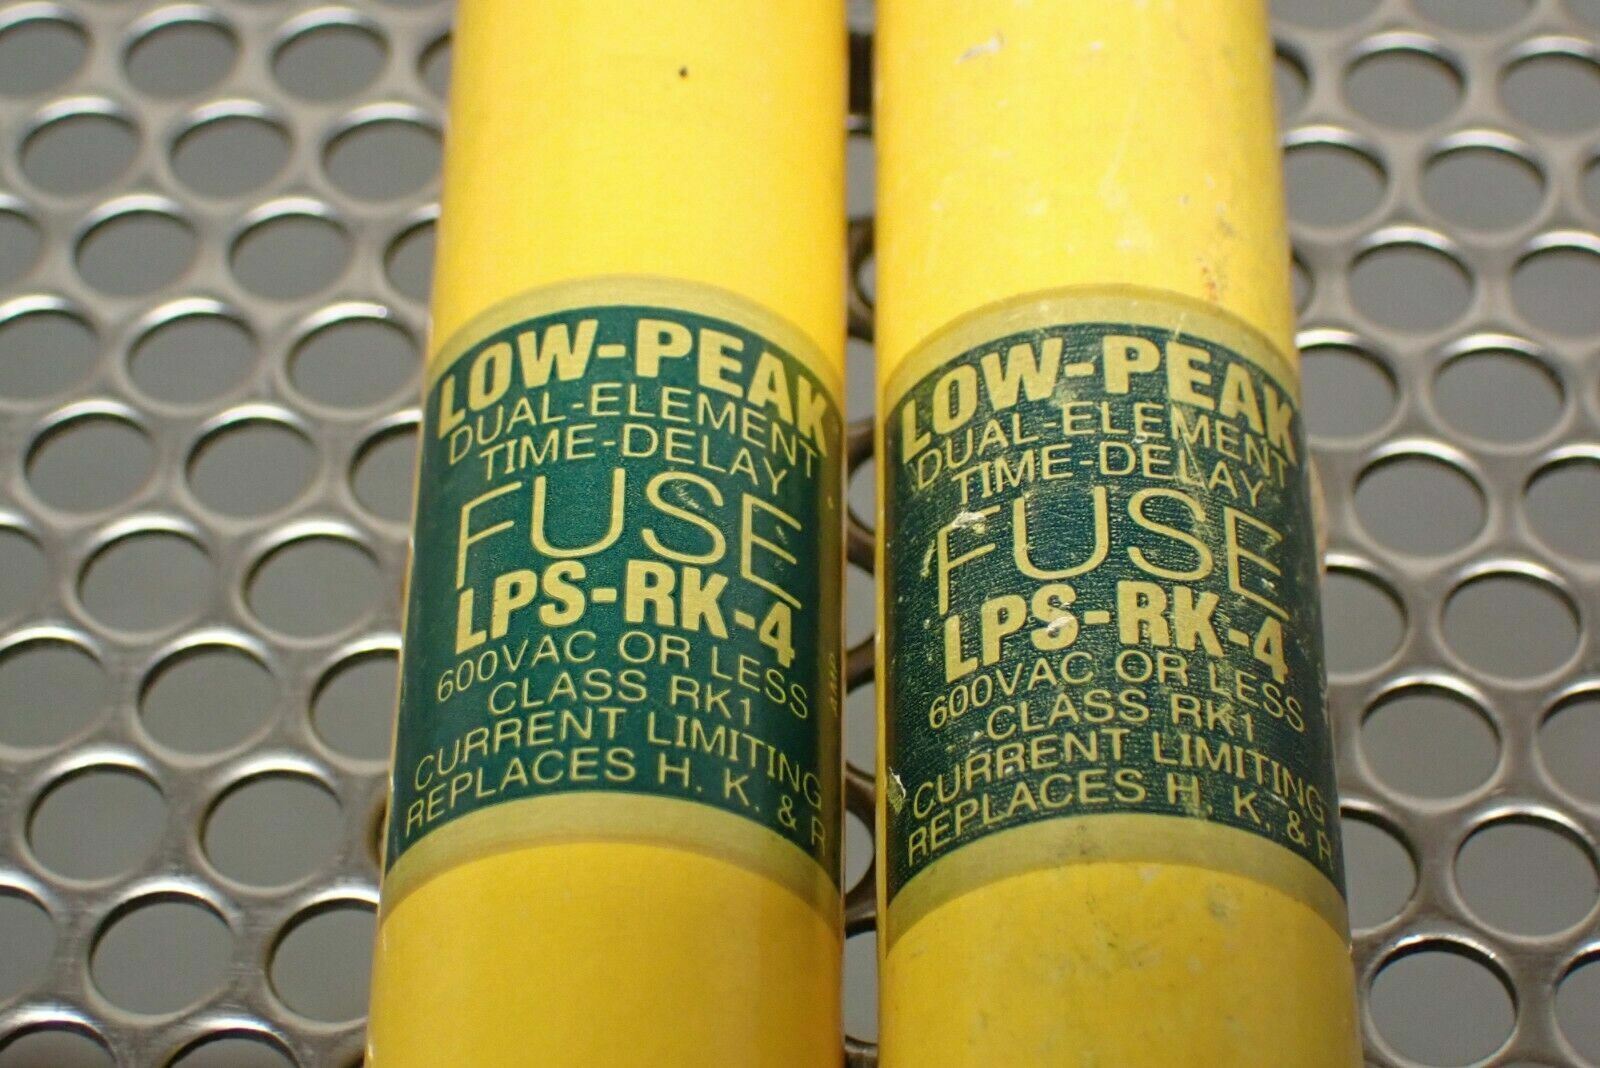 LOW-PEAK
DUAL-ELEMENT
TIME-DELAY
FUSE
LPS-RK-4
600VAC OR LESS
CLASS RK1
CURRENT LIMITING
REPLACES H. K. & R
AMP
LOW-PEAK
DUAL-ELEMENT
TIME-DELAY
FUSE
LPS-RK-4
600VAC OR LESS
CLASS RK1
CURRENT LIMITING
REPLACES H. K. & R